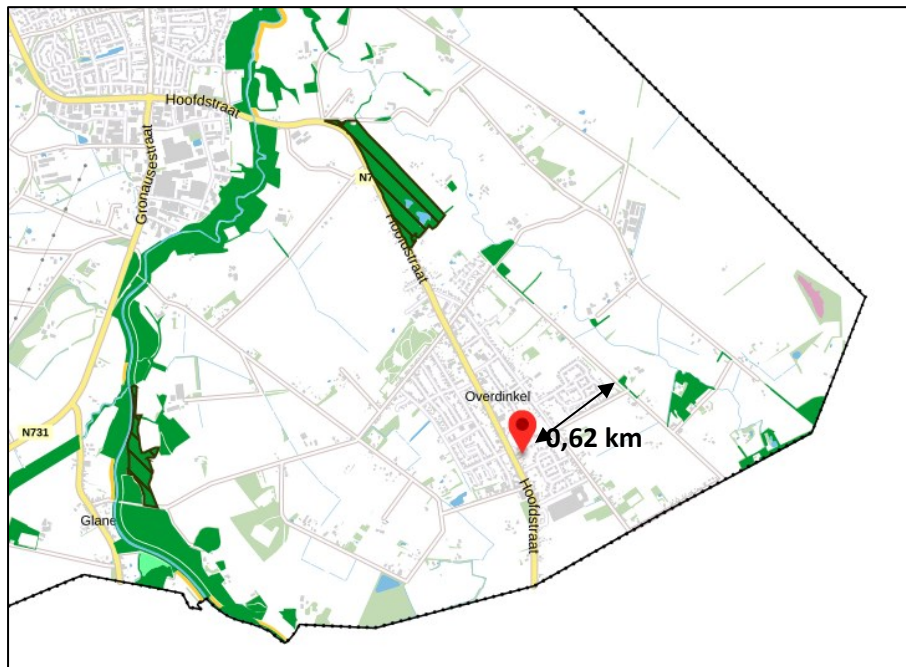 Hoofdstraat
Gronausestraat
N7
Hoofdstraat
Overdinkel
0,62 km
N731
Hoofdstraat
Glane